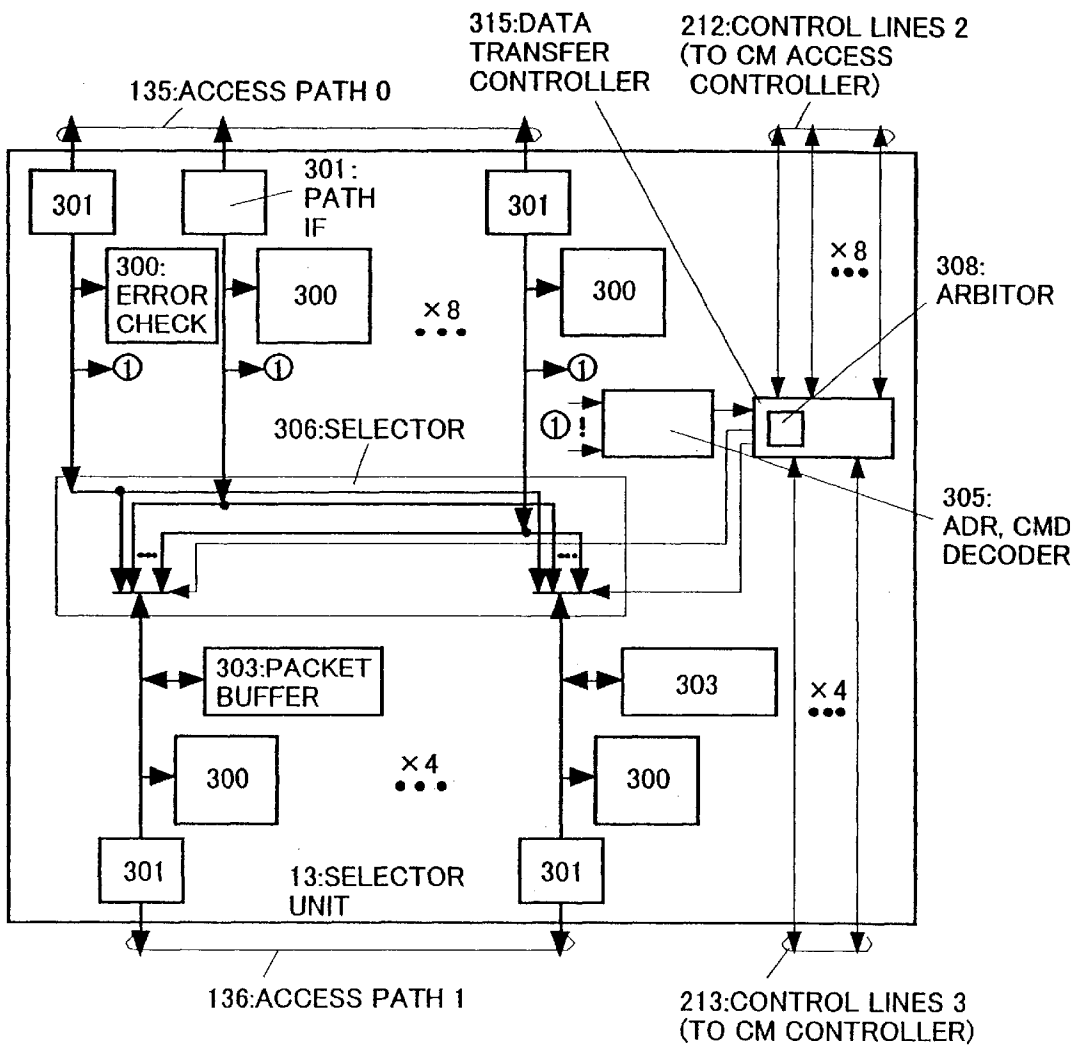 315:DATA
TRANSFER
CONTROLLER
212:CONTROL LINES 2
(TO CM ACCESS
CONTROLLER)
135:ACCESS PATH 0
301
301:
PATH
IF
301
×8
308:
ARBITOR
300:
ERROR
CHECK
300
×8
300
①
①
①
①
306:SELECTOR
305:
ADR, CMD
DECODER
303:PACKET
BUFFER
303
×4
300
×4
300
301
13:SELECTOR
UNIT
301
136:ACCESS PATH 1
213:CONTROL LINES 3
(TO CM CONTROLLER)